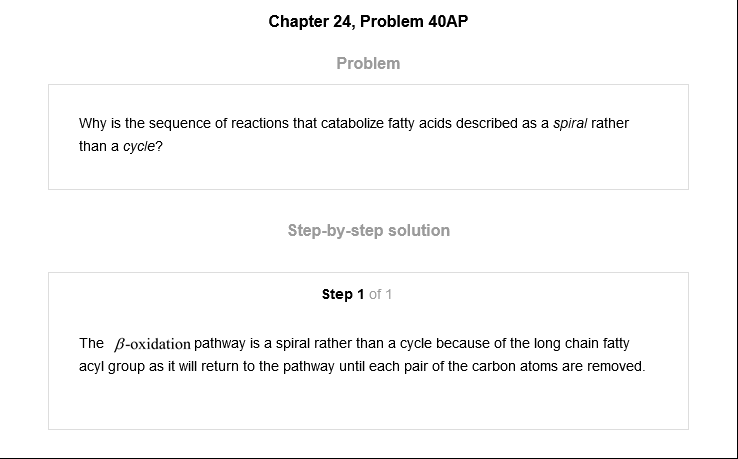 Chapter 24, Problem 40AP
Problem
Why is the sequence of reactions that catabolize fatty acids described as a spiral rather
than a cycle?
Step-by-step solution
Step 1 of 1
The β-oxidation pathway is a spiral rather than a cycle because of the long chain fatty
acyl group as it will return to the pathway until each pair of the carbon atoms are removed.